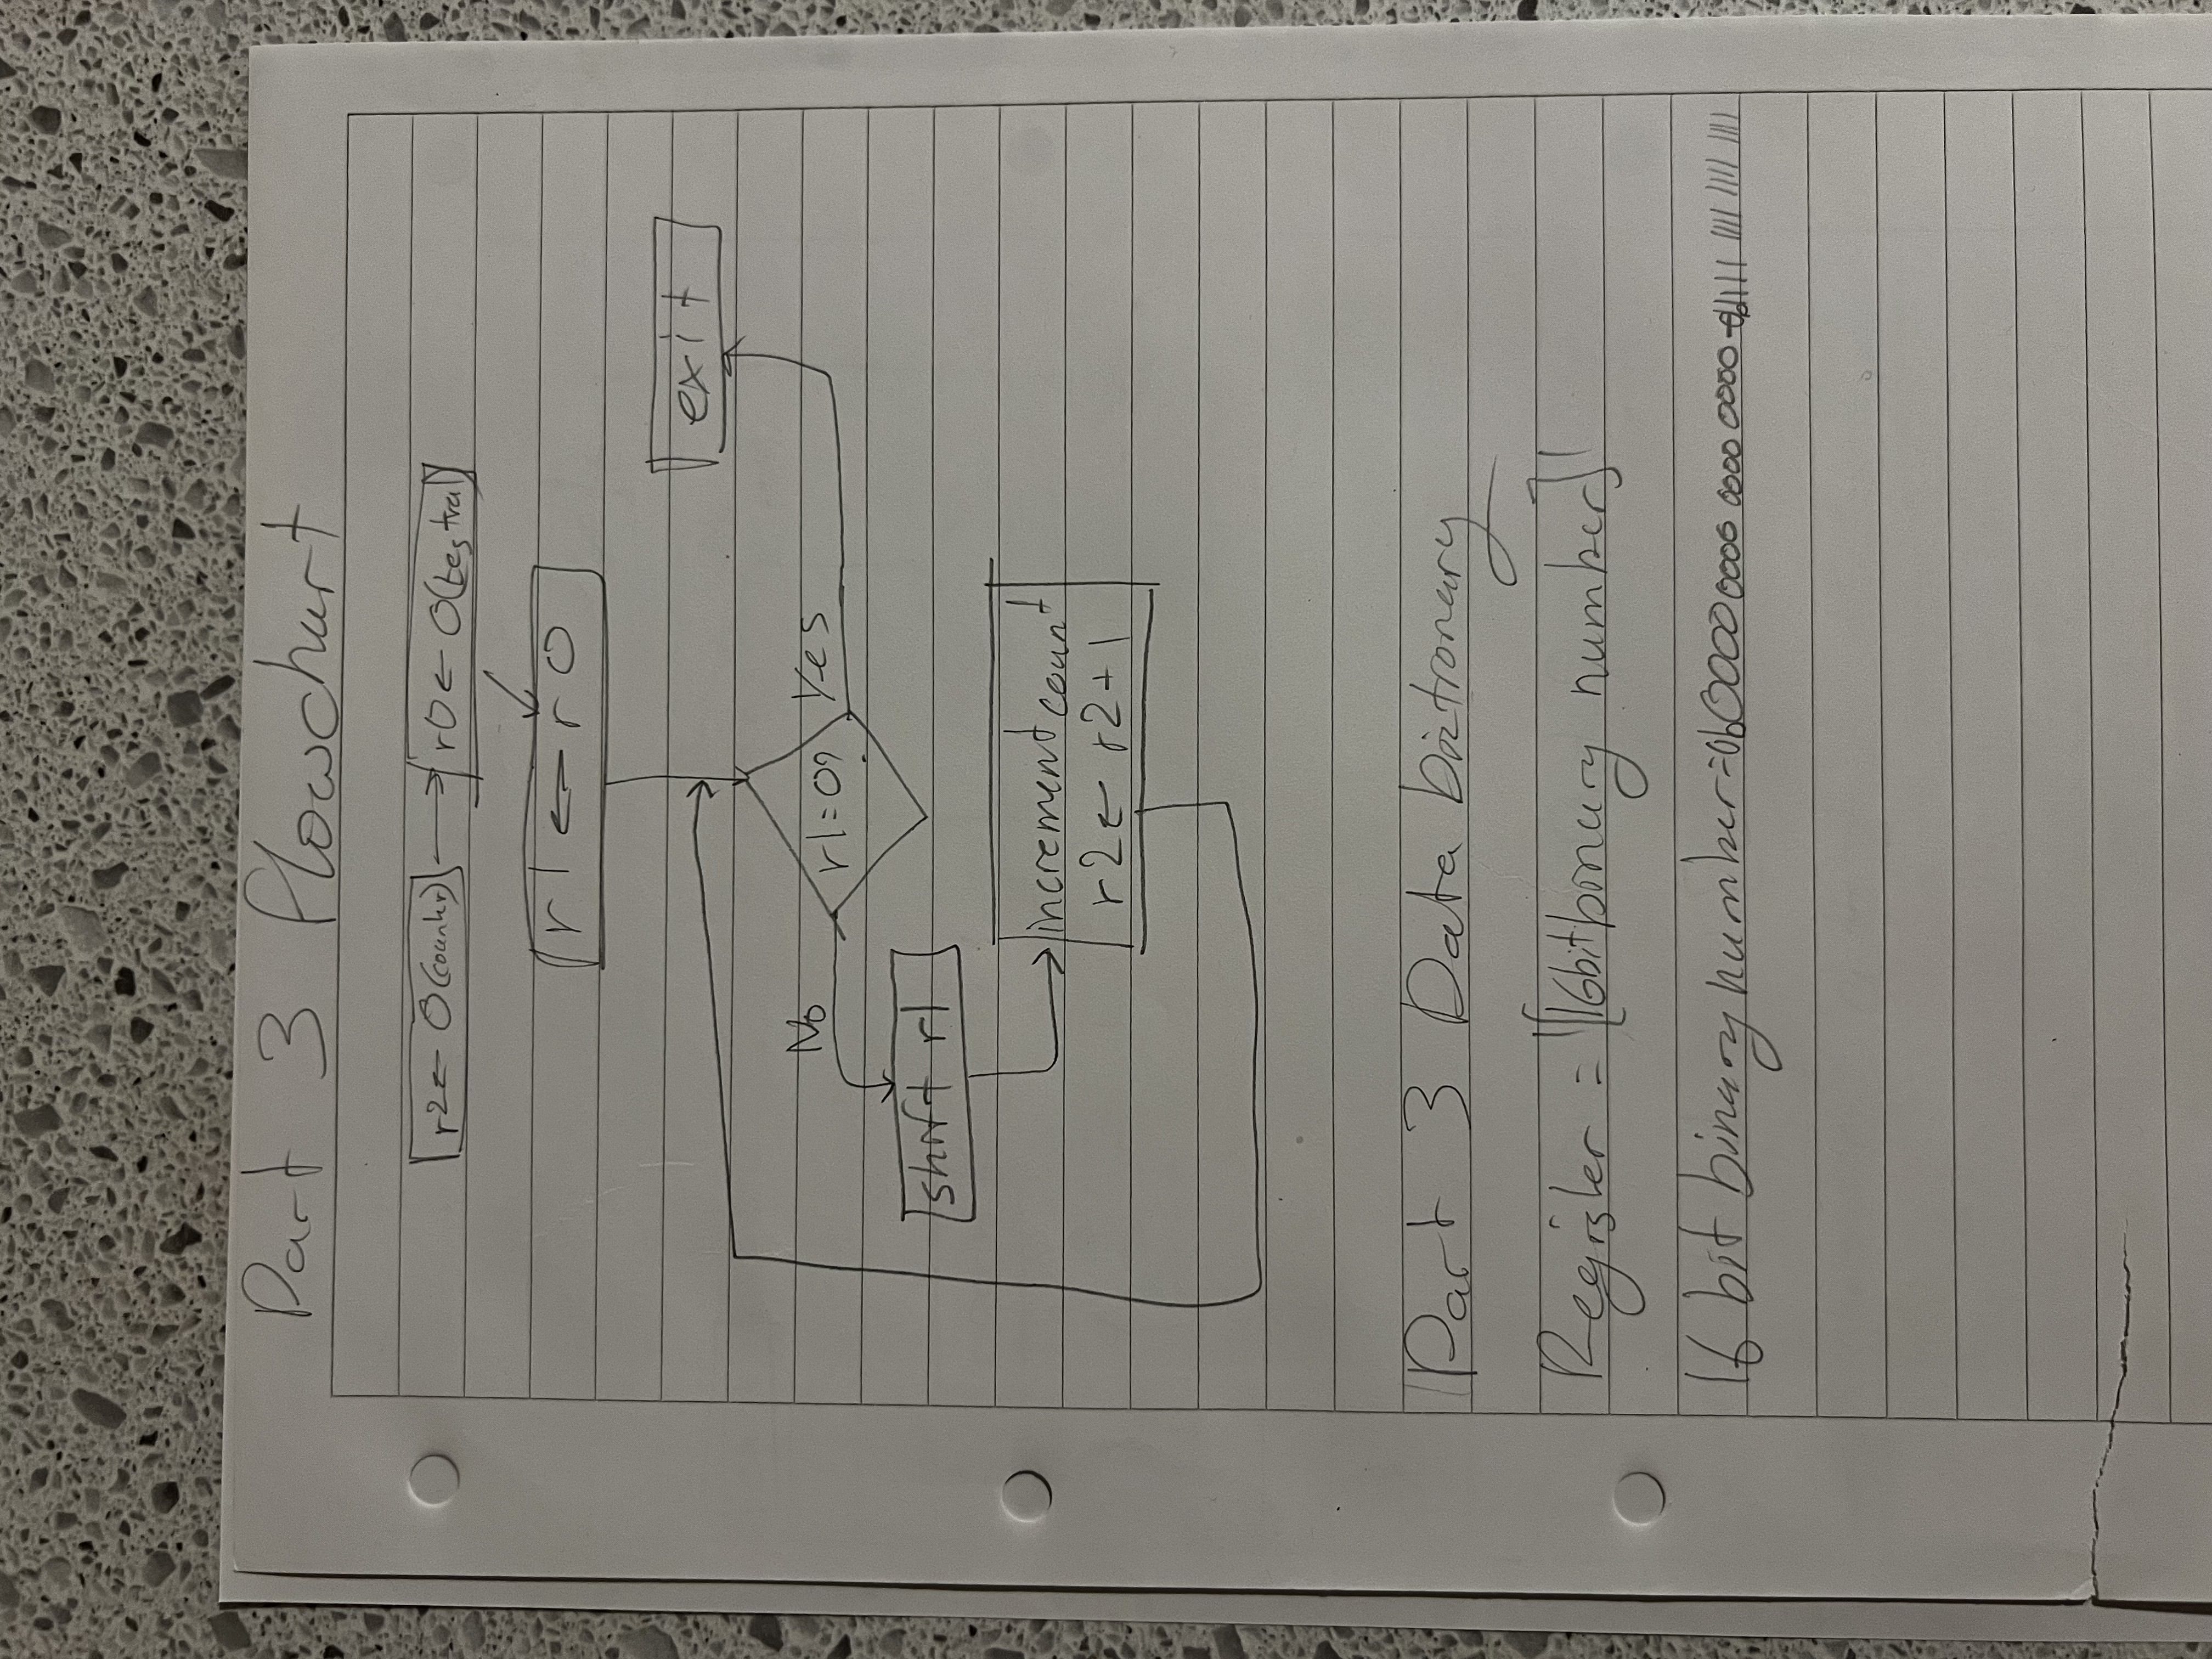 Part 3 Flowchart
r2 ← 0 (counter) → r0 ← 0 (test val)
r1 ← r0
exit
No r1=0? Yes
shift r1
increment count
r2 ← r2+1
Part 3 Data Dictionary
Register = '[16bit binary number]'
16 bit binary number = 0b0000 0000 0000 0000 - 0b1111 1111 1111 1111